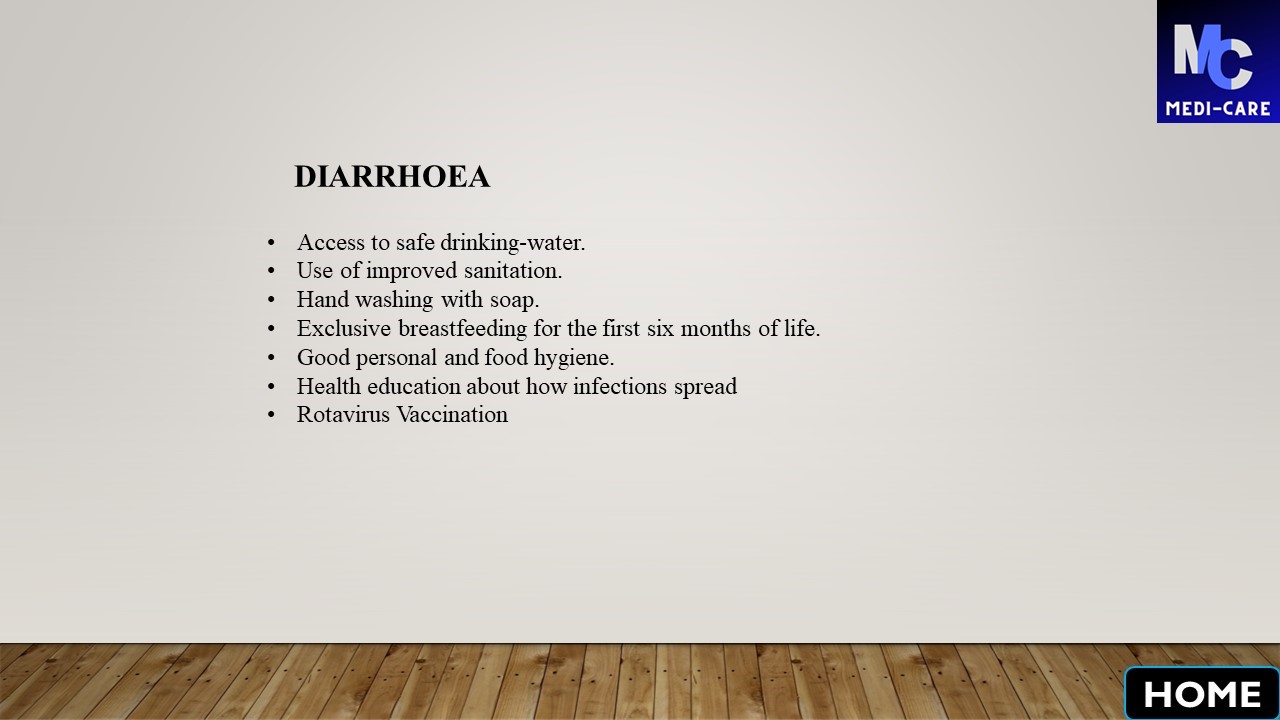 MC
MEDI-CARE
DIARRHOEA
• Access to safe drinking-water.
• Use of improved sanitation.
• Hand washing with soap.
• Exclusive breastfeeding for the first six months of life.
• Good personal and food hygiene.
• Health education about how infections spread
• Rotavirus Vaccination
HOME